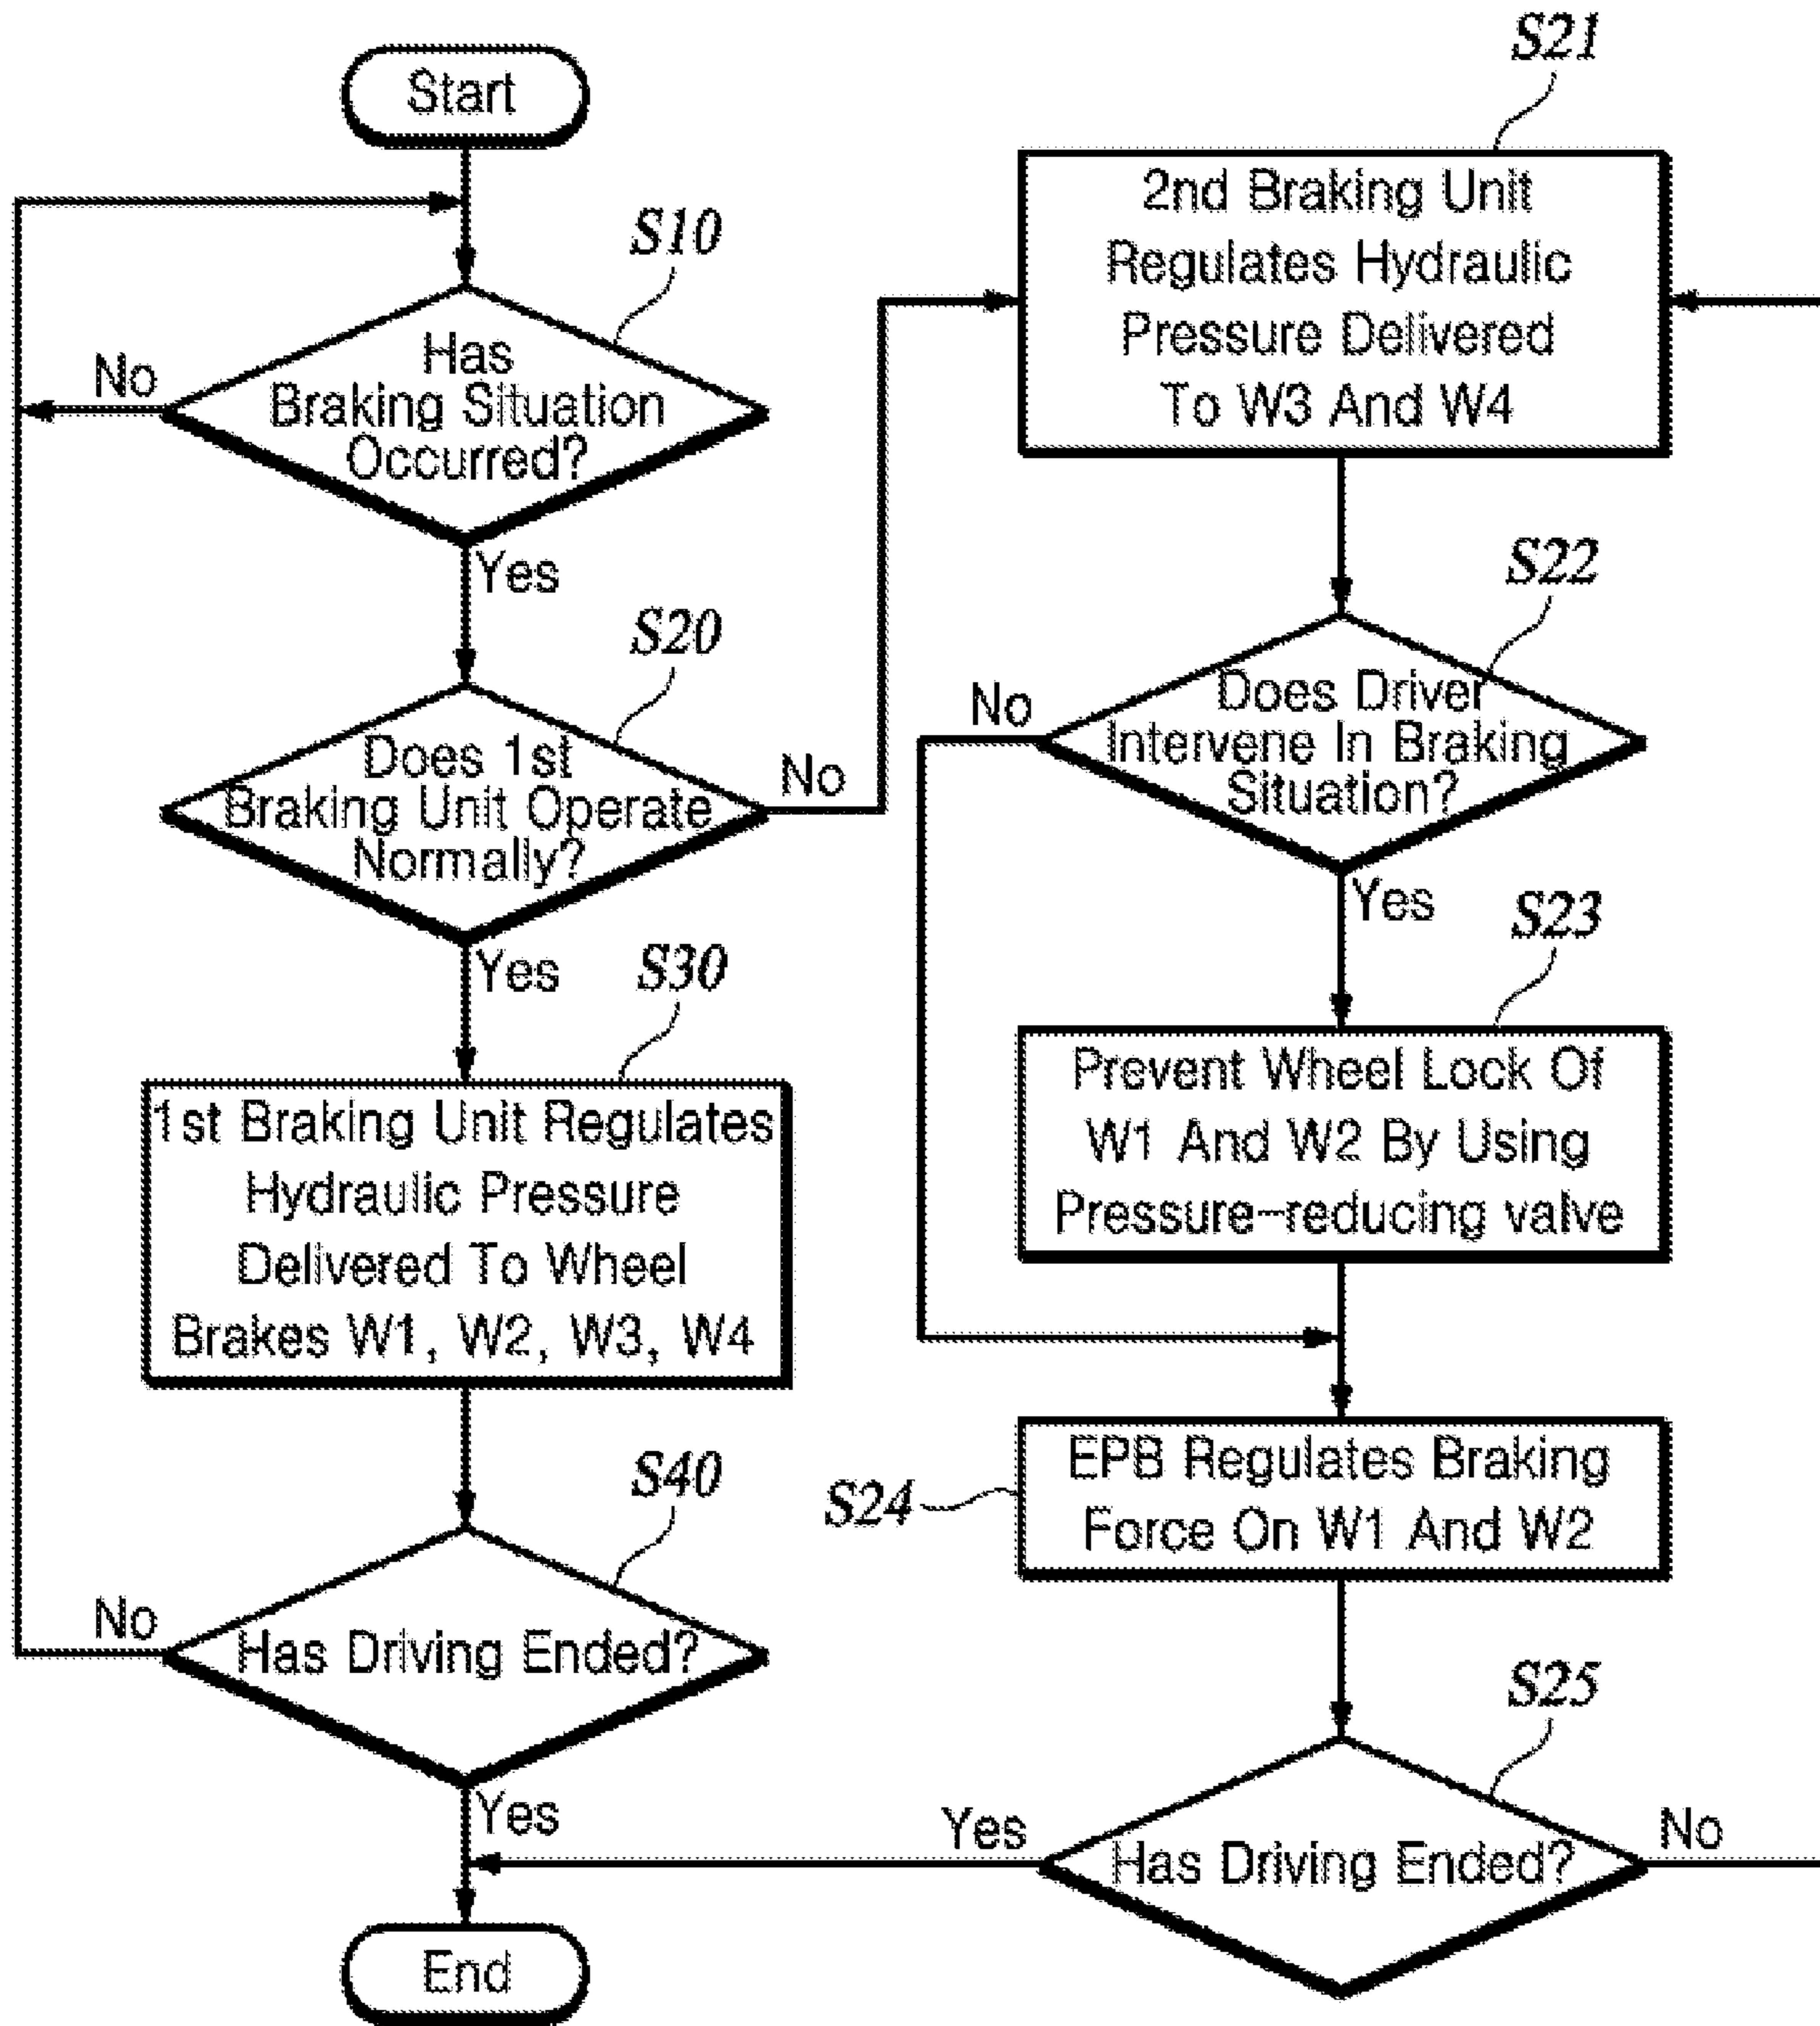 Start
S10
Has
Braking Situation
Occurred?
No
Yes
S20
Does 1st
Braking Unit Operate
Normally?
No
Yes
S30
1st Braking Unit Regulates
Hydraulic Pressure
Delivered To Wheel
Brakes W1, W2, W3, W4
S40
Has Driving Ended?
No
Yes
End
S21
2nd Braking Unit
Regulates Hydraulic
Pressure Delivered
To W3 And W4
S22
Does Driver
Intervene In Braking
Situation?
No
Yes
S23
Prevent Wheel Lock Of
W1 And W2 By Using
Pressure-reducing valve
S24
EPB Regulates Braking
Force On W1 And W2
S25
Has Driving Ended?
Yes
No